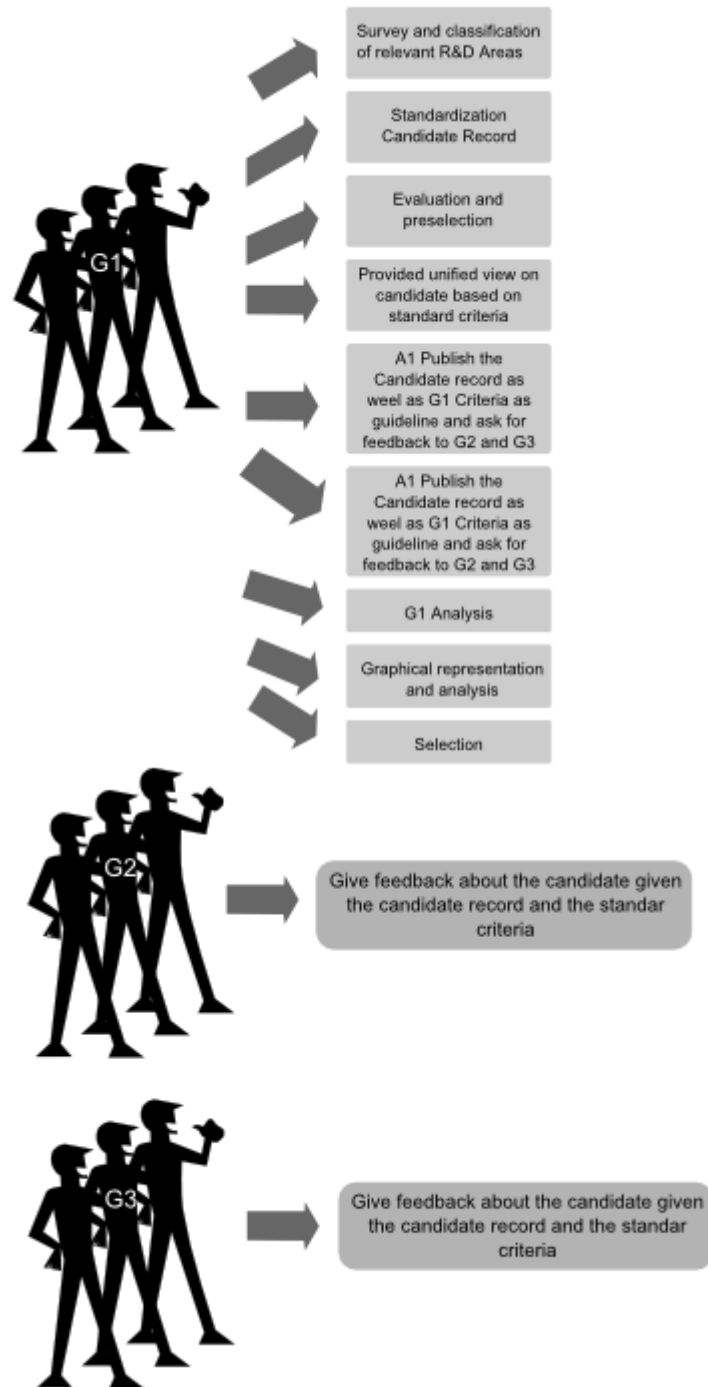 Survey and classification
of relevant R&D Areas
Standardization
Candidate Record
Evaluation and
preselection
G1
Provided unified view on
candidate based on
standard criteria
A1 Publish the
Candidate record as
weel as G1 Criteria as
guideline and ask for
feedback to G2 and G3
A1 Publish the
Candidate record as
weel as G1 Criteria as
guideline and ask for
feedback to G2 and G3
G1 Analysis
Graphical representation
and analysis
Selection
G2
Give feedback about the candidate given
the candidate record and the standar
criteria
G3
Give feedback about the candidate given
the candidate record and the standar
criteria